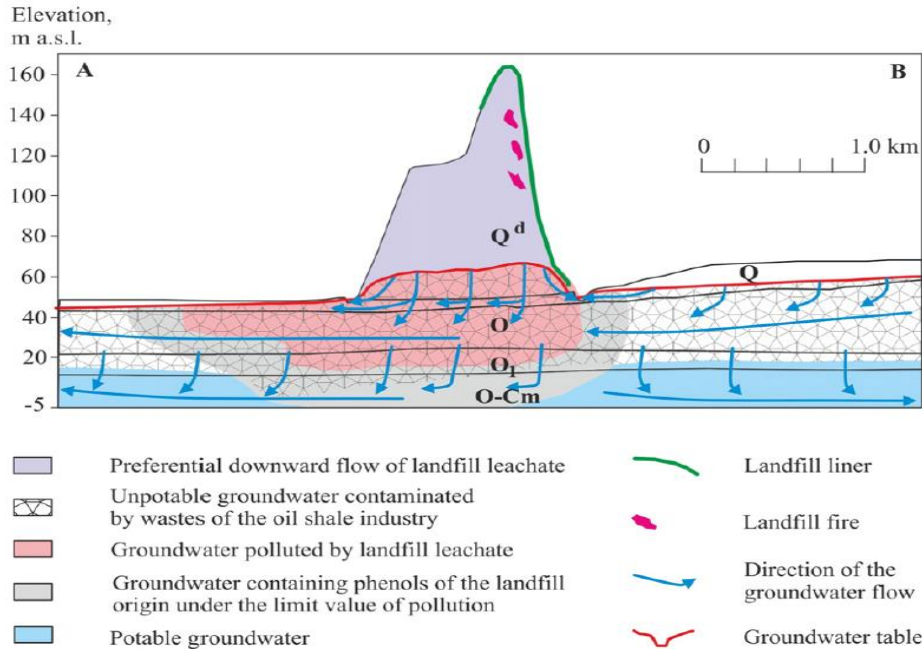 Elevation,
m a.s.l.
A
B
160
140
120
100
80
60
40
20
-5
0
1.0 km
Q d
Q
O
O1
O-Cm
Preferential downward flow of landfill leachate
Unpotable groundwater contaminated
by wastes of the oil shale industry
Groundwater polluted by landfill leachate
Groundwater containing phenols of the landfill
origin under the limit value of pollution
Potable groundwater
Landfill liner
Landfill fire
Direction of the
groundwater flow
Groundwater table